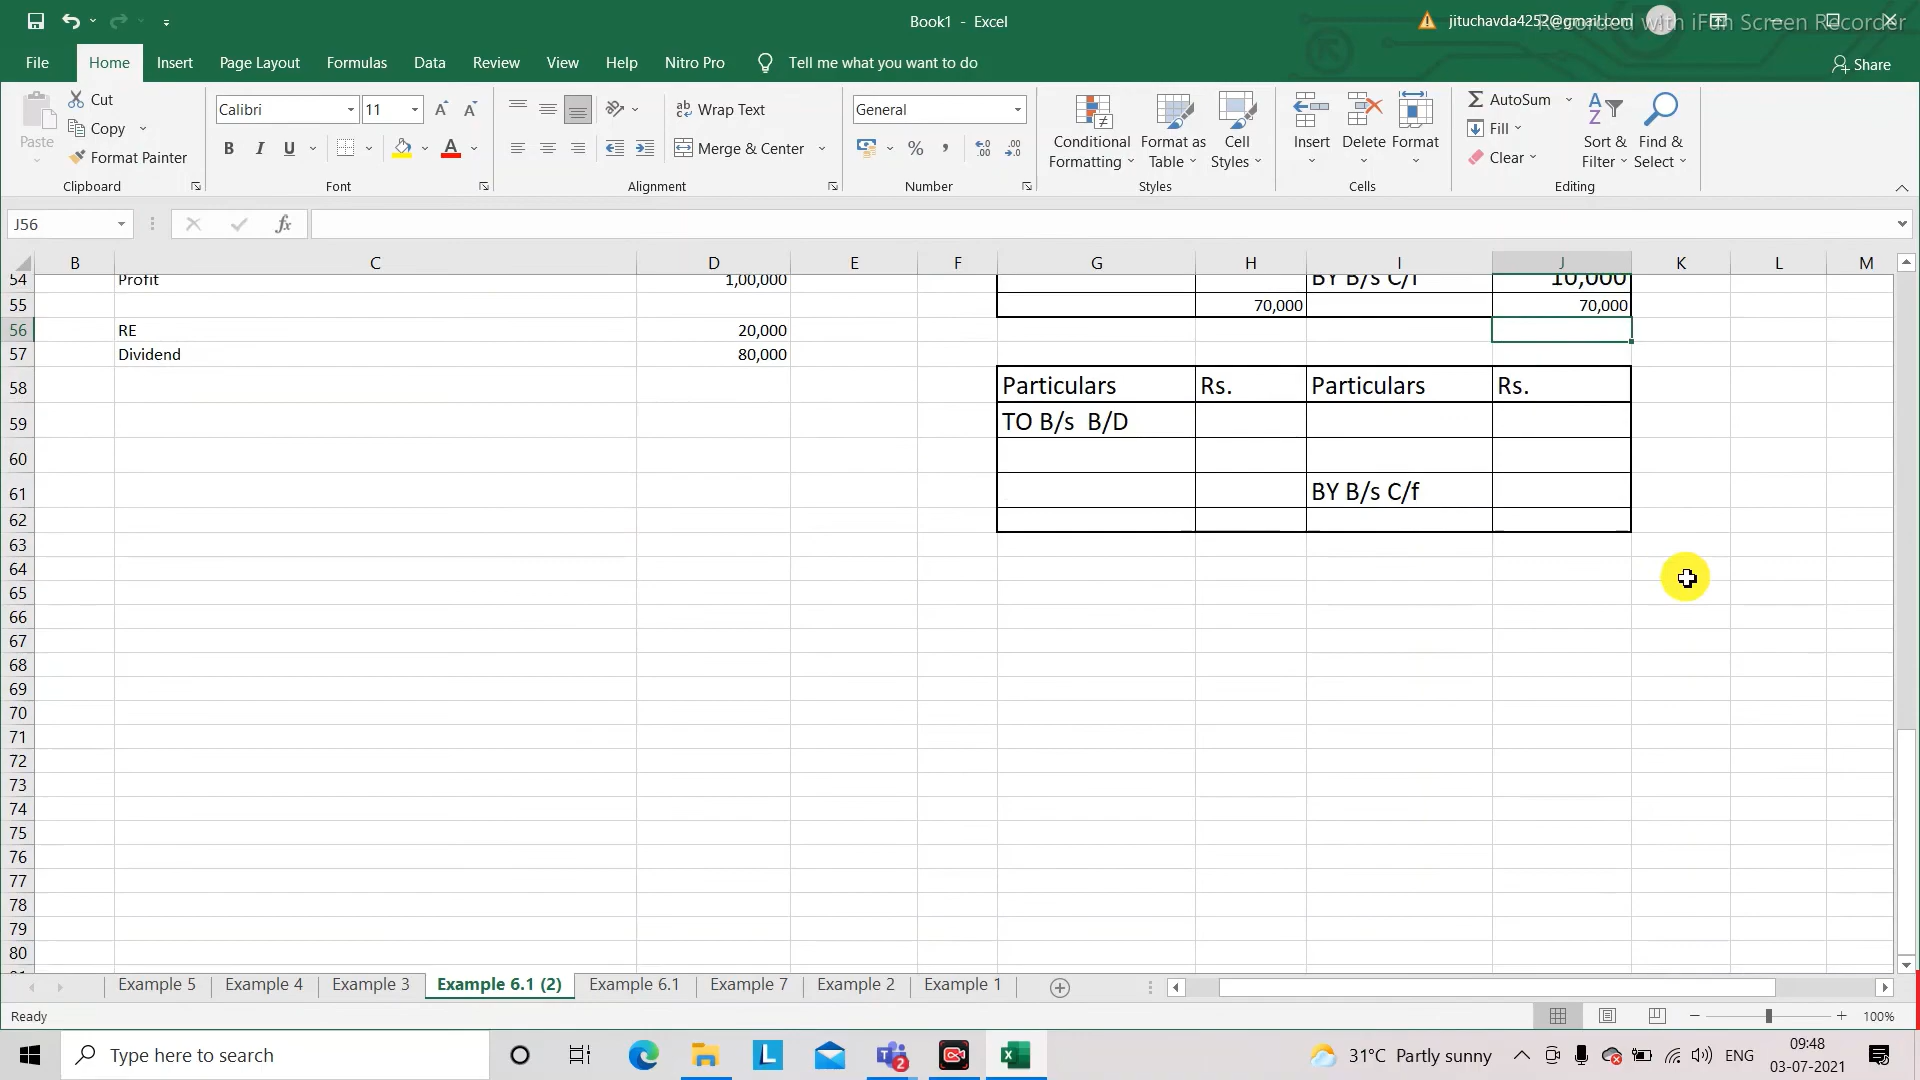 Book1 - Excel
jituchavda4252@gmail.com
Recorded with iFun Screen Recorder
File Home Insert Page Layout Formulas Data Review View Help Nitro Pro Tell me what you want to do Share
Paste
Cut
Copy
Format Painter
Clipboard
Calibri 11
B I U
Font
Wrap Text
Merge & Center
Alignment
General
%
Number
Conditional Formatting
Format as Table
Cell Styles
Styles
Insert Delete Format
Cells
AutoSum
Fill
Clear
Sort & Filter
Find & Select
Editing
J56 fx
B C D E F G H I J K L M
54 Profit 1,00,000 BY B/s C/f 10,000
55 70,000 70,000
56 RE 20,000
57 Dividend 80,000
58 Particulars Rs. Particulars Rs.
59 TO B/s B/D
60
61 BY B/s C/f
62
63
64
65
66
67
68
69
70
71
72
73
74
75
76
77
78
79
80
Example 5 Example 4 Example 3 Example 6.1 (2) Example 6.1 Example 7 Example 2 Example 1
Ready 100%
Type here to search
2
31°C Partly sunny
ENG
09:48
03-07-2021